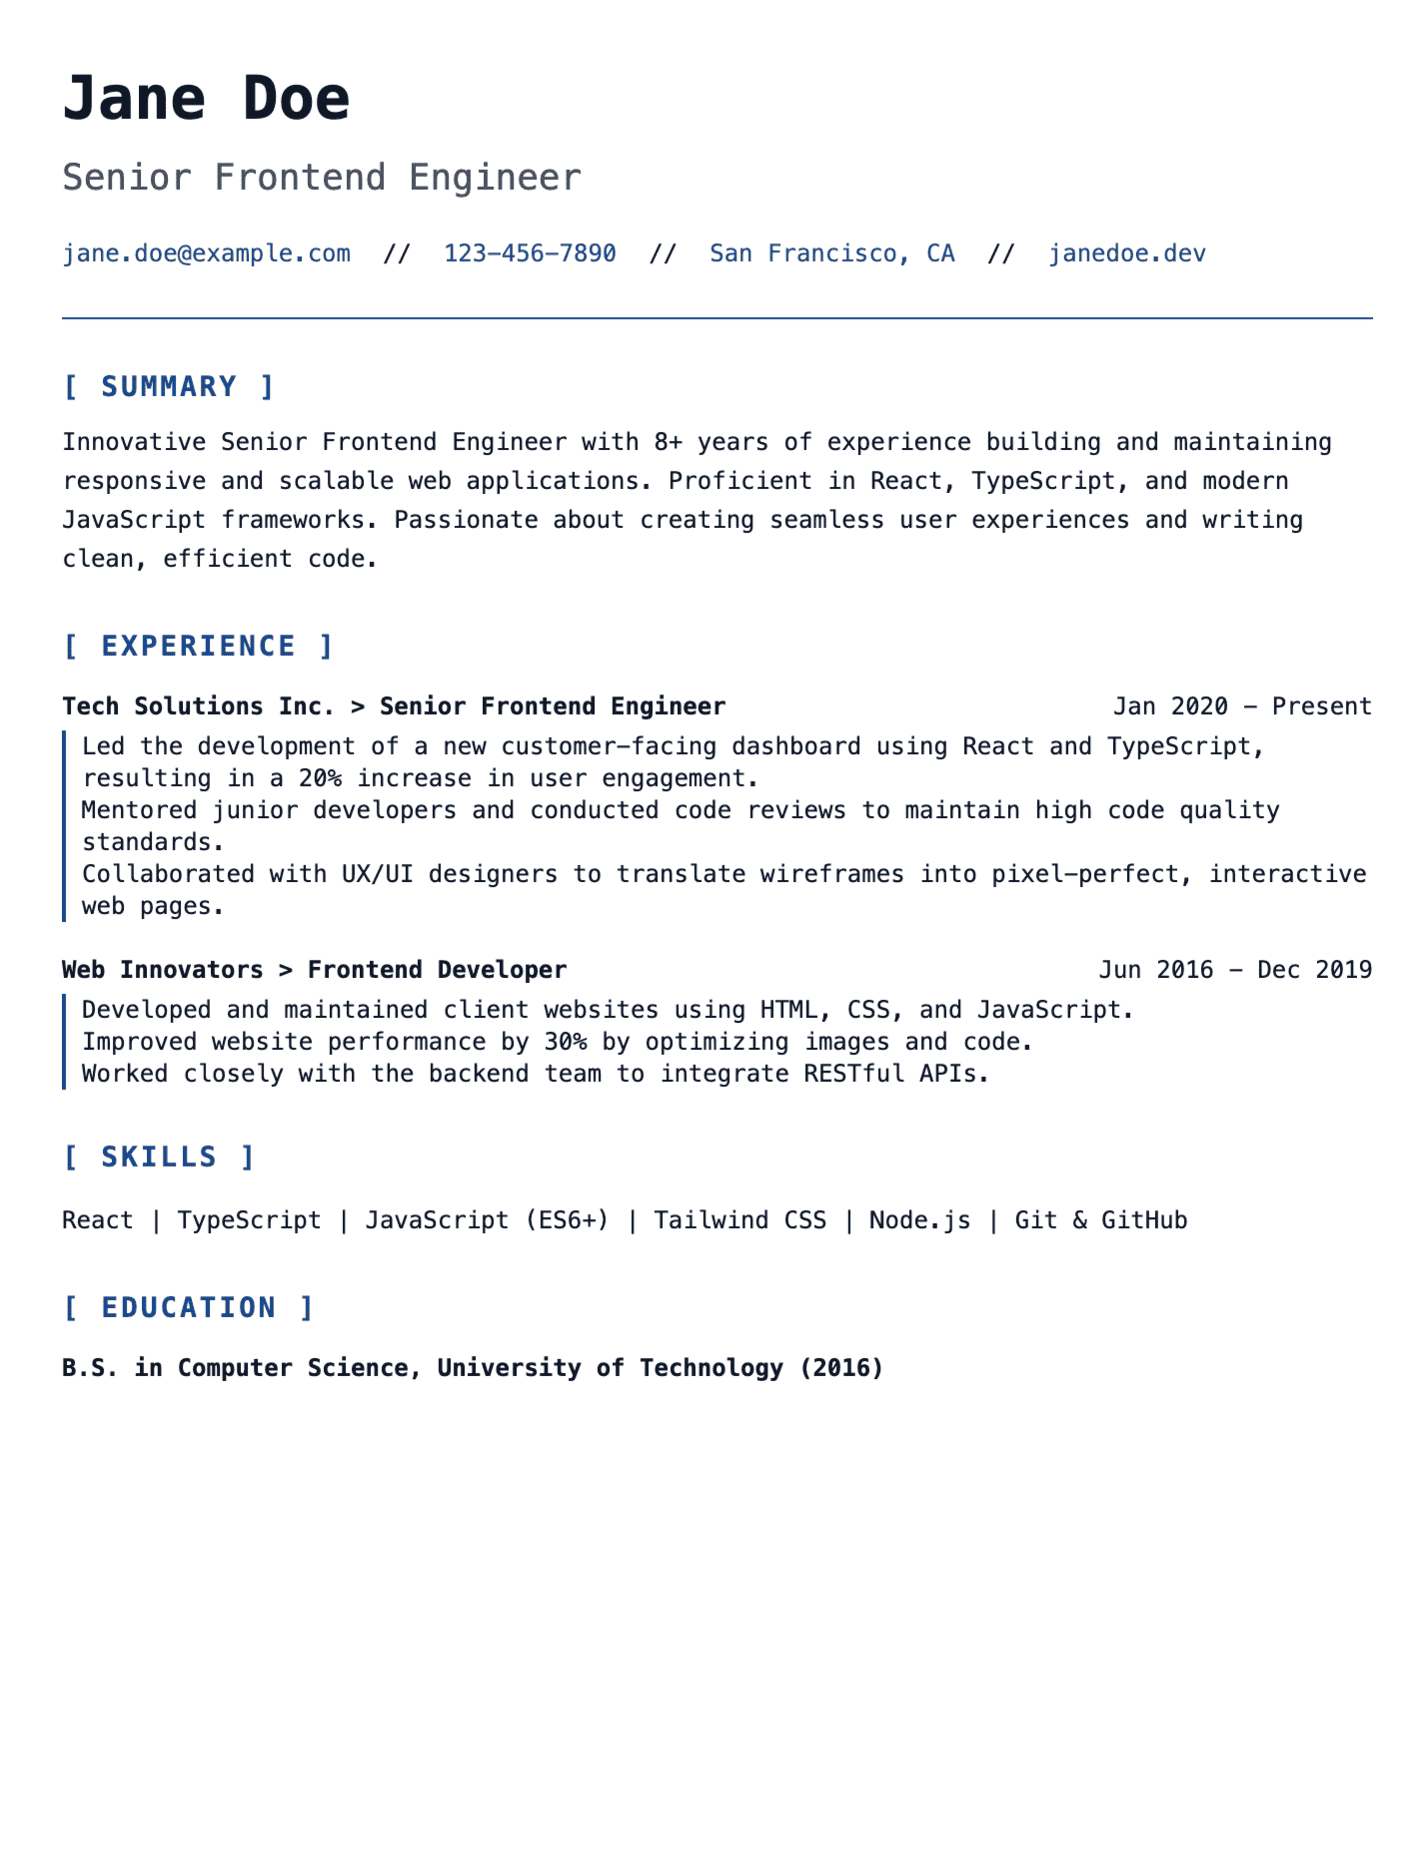 Jane Doe
Senior Frontend Engineer
jane.doe@example.com // 123-456-7890 // San Francisco, CA // janedoe.dev
[ SUMMARY ]
Innovative Senior Frontend Engineer with 8+ years of experience building and maintaining
responsive and scalable web applications. Proficient in React, TypeScript, and modern
JavaScript frameworks. Passionate about creating seamless user experiences and writing
clean, efficient code.
[ EXPERIENCE ]
Tech Solutions Inc. > Senior Frontend Engineer Jan 2020 - Present
Led the development of a new customer-facing dashboard using React and TypeScript,
resulting in a 20% increase in user engagement.
Mentored junior developers and conducted code reviews to maintain high code quality
standards.
Collaborated with UX/UI designers to translate wireframes into pixel-perfect, interactive
web pages.
Web Innovators > Frontend Developer Jun 2016 - Dec 2019
Developed and maintained client websites using HTML, CSS, and JavaScript.
Improved website performance by 30% by optimizing images and code.
Worked closely with the backend team to integrate RESTful APIs.
[ SKILLS ]
React | TypeScript | JavaScript (ES6+) | Tailwind CSS | Node.js | Git & GitHub
[ EDUCATION ]
B.S. in Computer Science, University of Technology (2016)